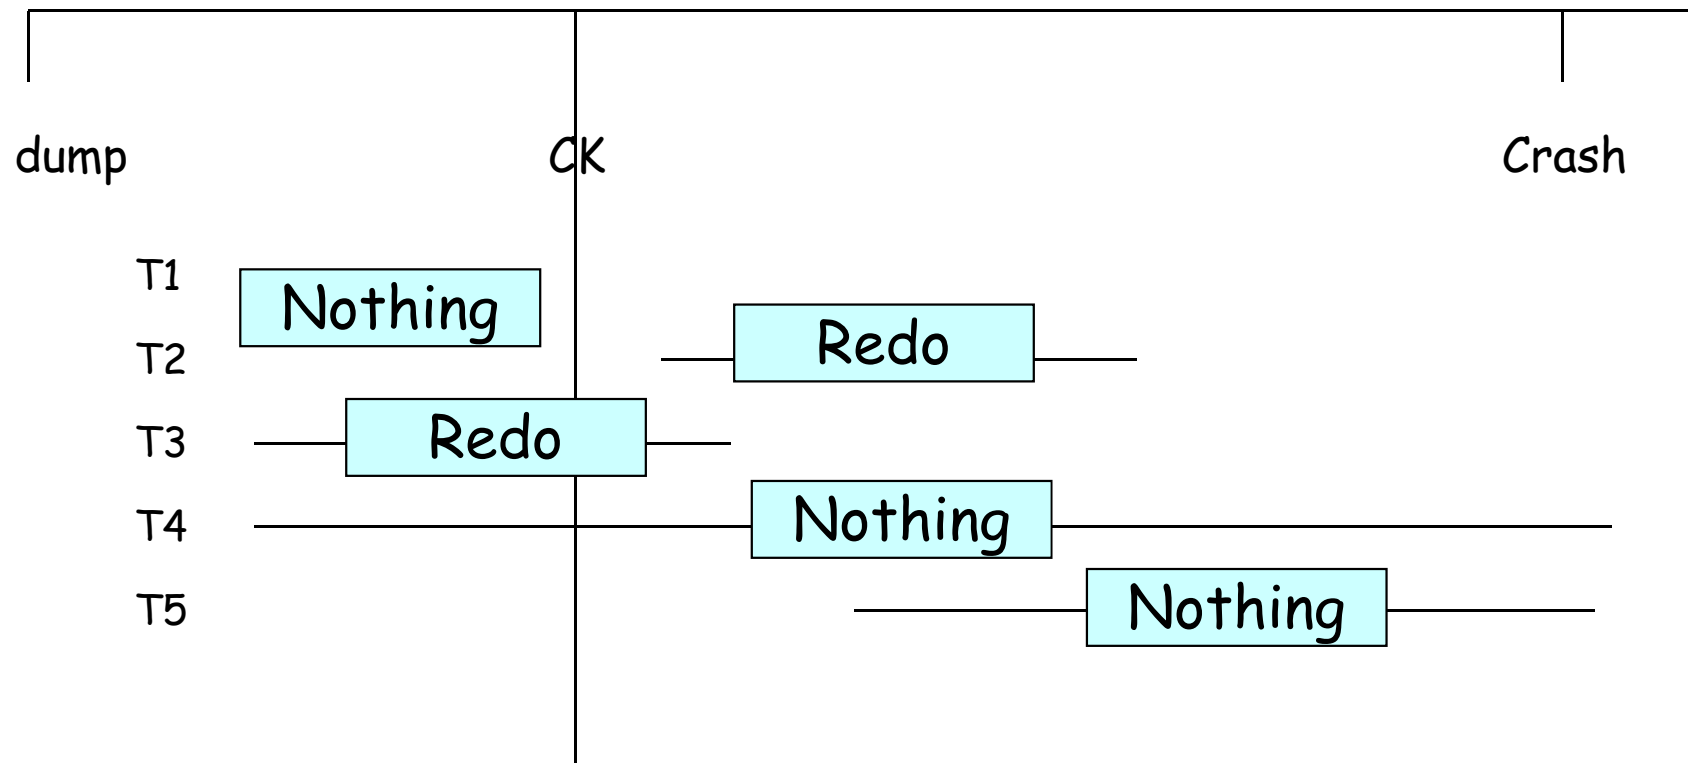 dump CK Crash
T1 Nothing
T2 Redo
T3 Redo
T4 Nothing
T5 Nothing